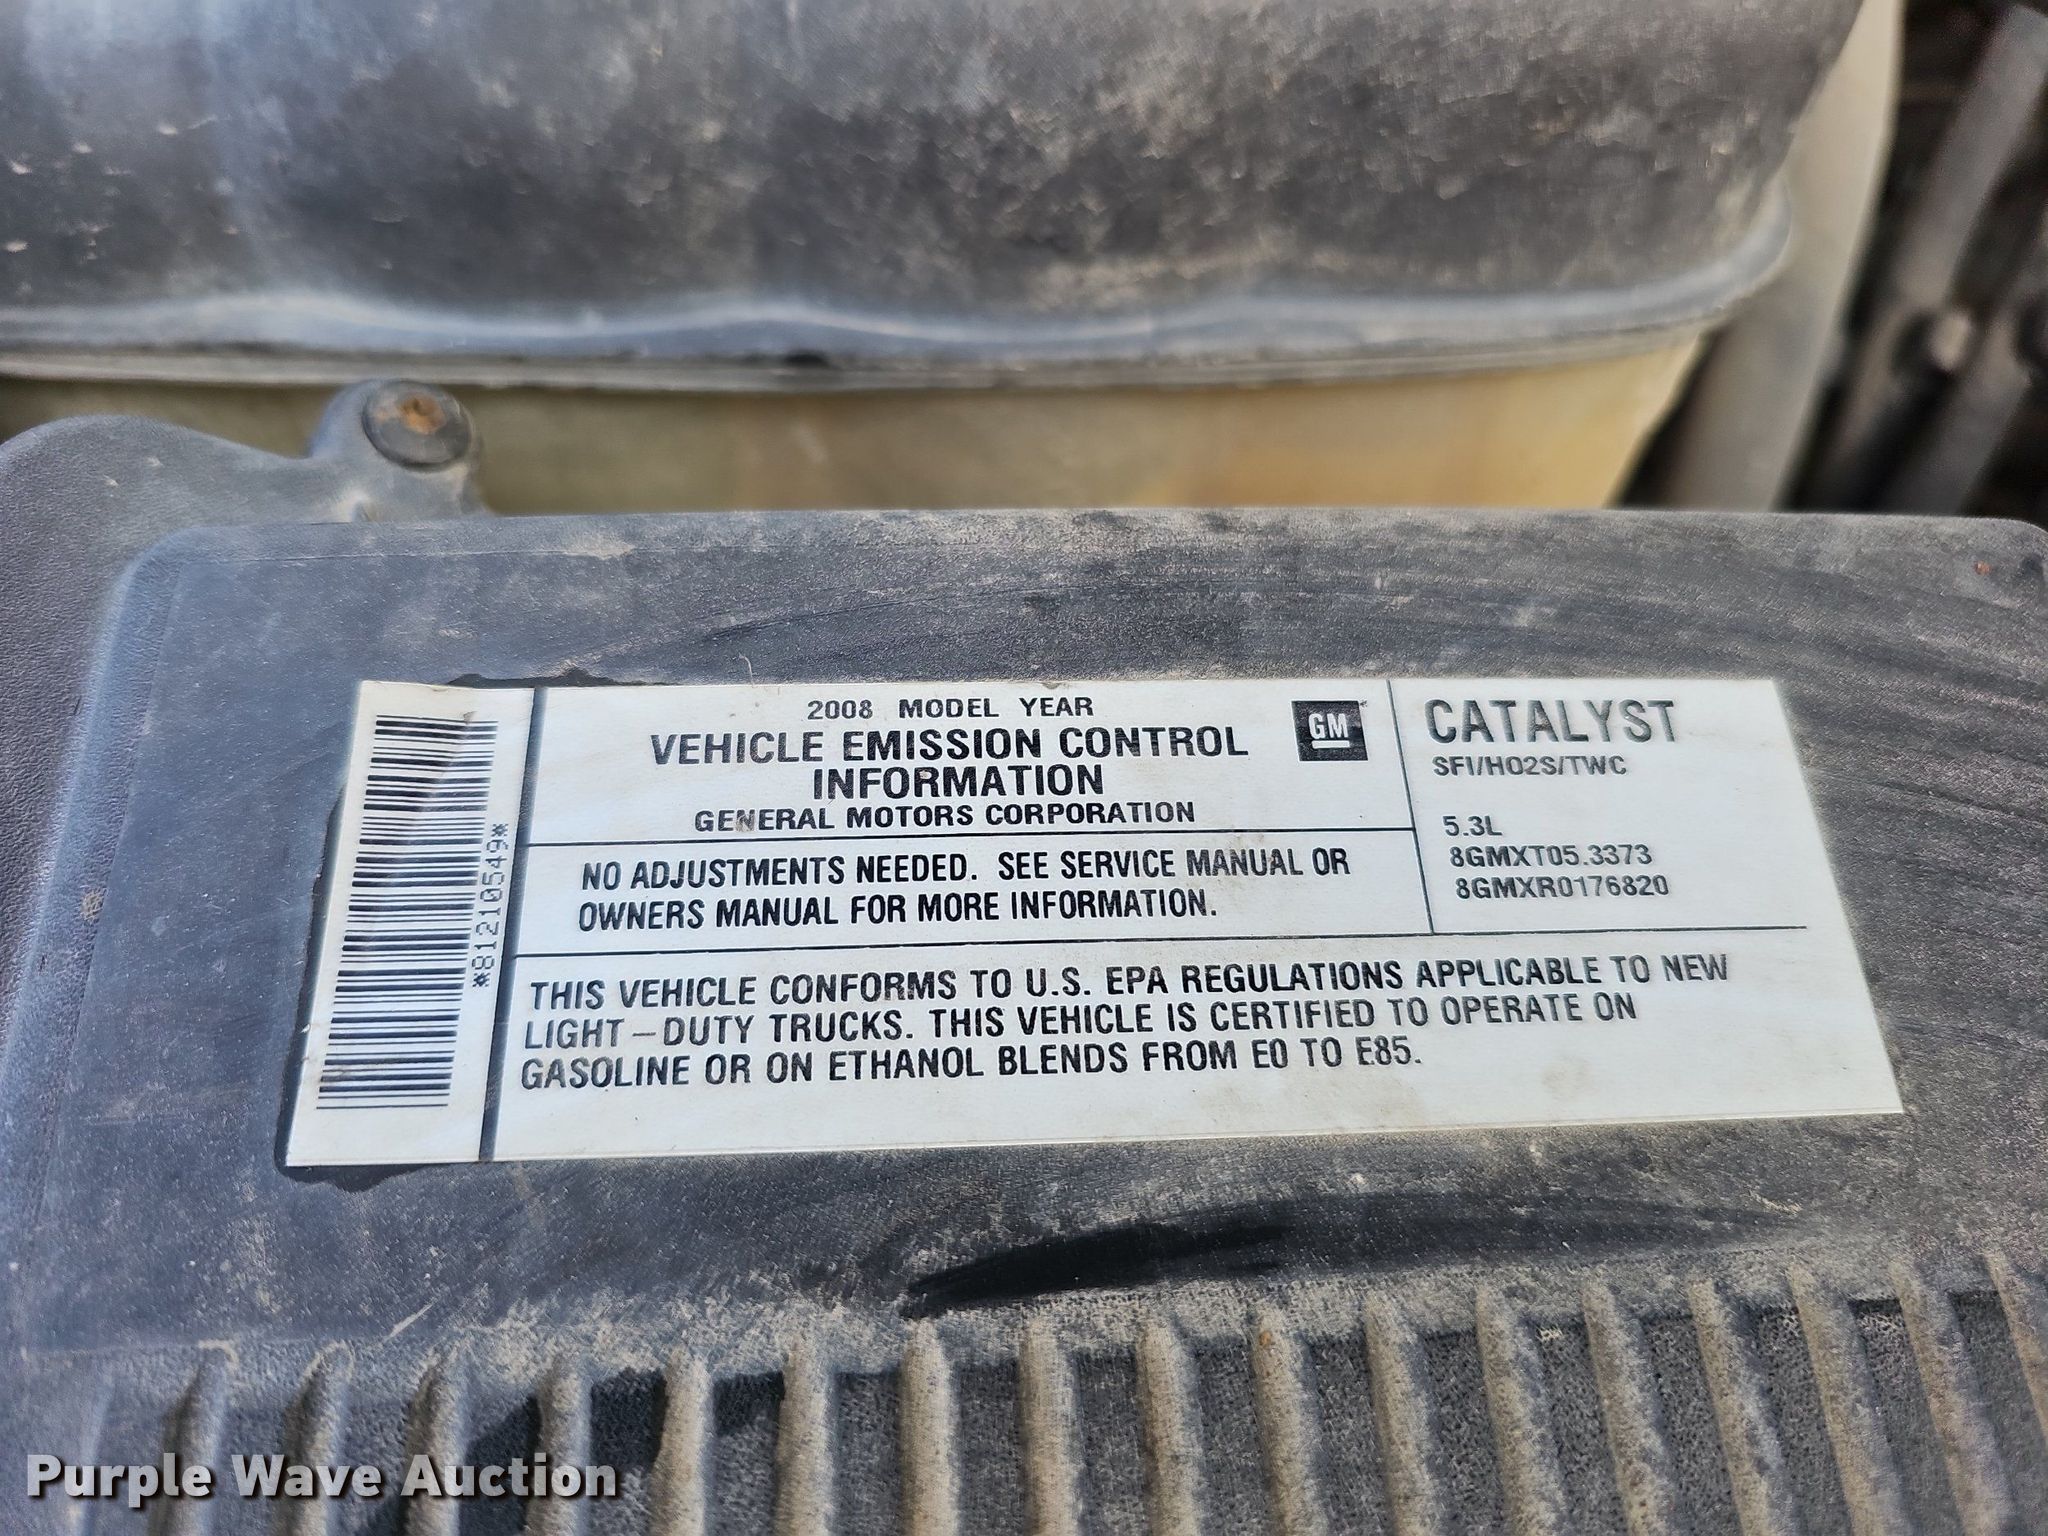 2008 MODEL YEAR
VEHICLE EMISSION CONTROL
INFORMATION
GENERAL MOTORS CORPORATION
GM
CATALYST
SFI/HO2S/TWC
5.3L
8GMXT05.3373
8GMXR0176820
NO ADJUSTMENTS NEEDED. SEE SERVICE MANUAL OR
OWNERS MANUAL FOR MORE INFORMATION.
THIS VEHICLE CONFORMS TO U.S. EPA REGULATIONS APPLICABLE TO NEW
LIGHT-DUTY TRUCKS. THIS VEHICLE IS CERTIFIED TO OPERATE ON
GASOLINE OR ON ETHANOL BLENDS FROM E0 TO E85.
*812210549*
Purple Wave Auction